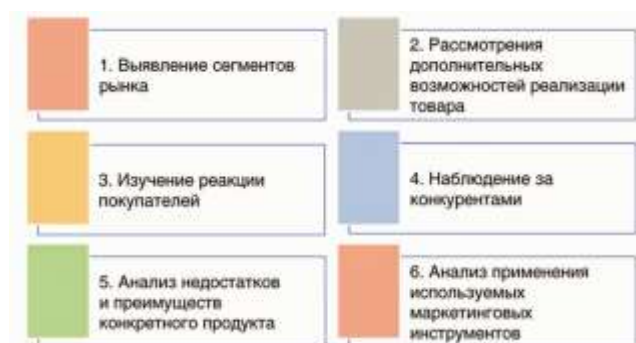 1. Выявление сегментов
рынка
2. Рассмотрения
дополнительных
возможностей реализации
товара
3. Изучение реакции
покупателей
4. Наблюдение за
конкурентами
5. Анализ недостатков
и преимуществ
конкретного продукта
6. Анализ применения
используемых
маркетинговых
инструментов